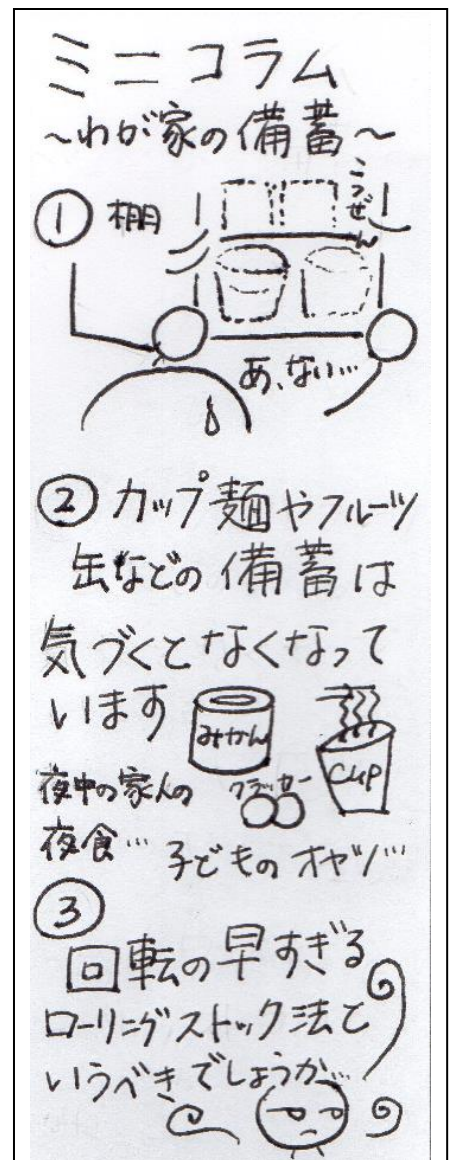 ミニコラム
～わが家の備蓄～
① 棚
こつぜん
あ、ない…
② カップ麺やフルーツ
缶などの備蓄は
気づくとなくなって
います
みかん
クラッカー
CUP
夜中の家人の
夜食…
子どものオヤツ…
③
回転の早すぎる
ローリングストック法と
いうべきでしょうか…